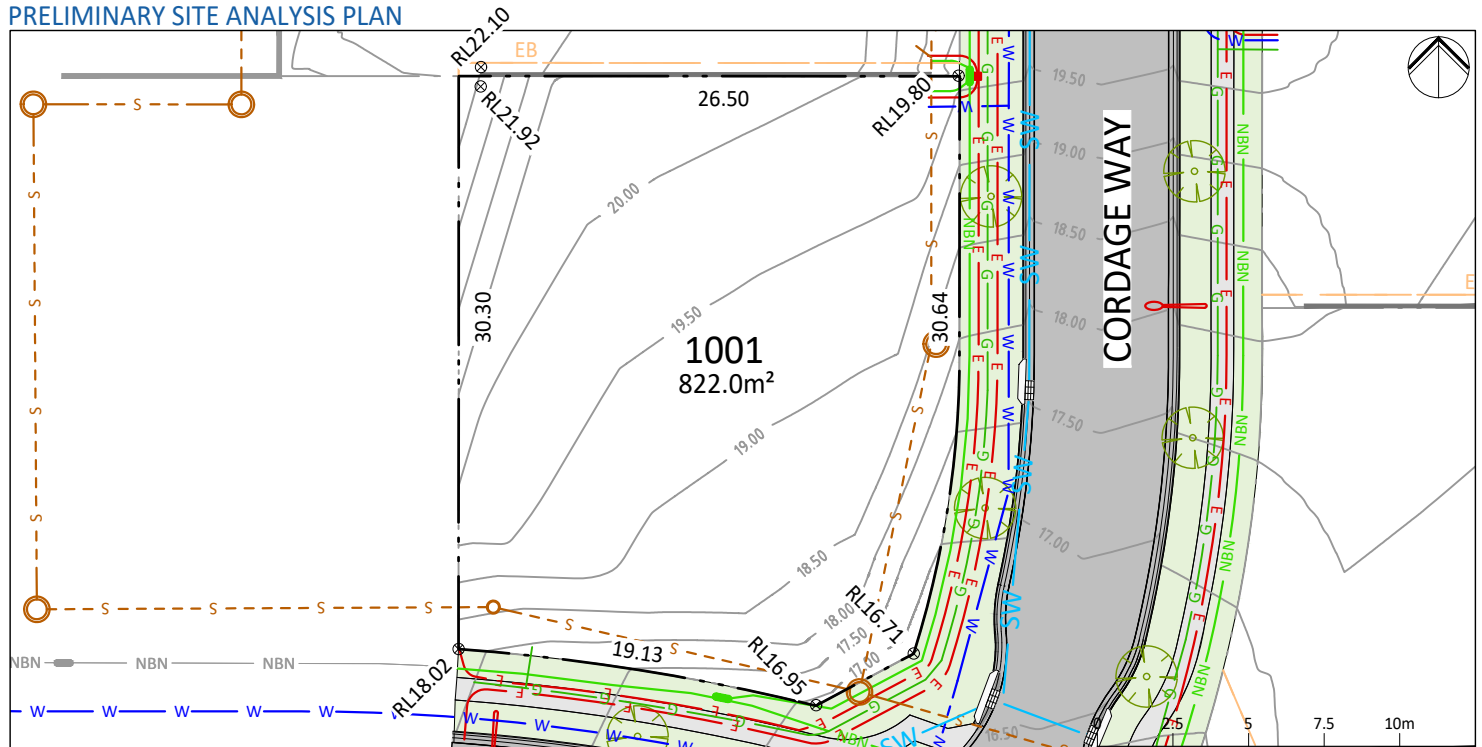 PRELIMINARY SITE ANALYSIS PLAN
RL22.10
EB
RL21.92
26.50
RL19.80
W
W
19.50
NBN
19.00
CORDAGE WAY
20.00
18.50
SW
NBN
18.00
E
30.30
19.50
30.64
1001
822.0m²
17.50
19.00
17.00
18.50
18.00
17.50
17.00
RL16.71
19.13
RL16.95
RL18.02
S S S S
NBN NBN NBN
W W W W W
NBN
SW
16.50
0 2.5 5 7.5 10m